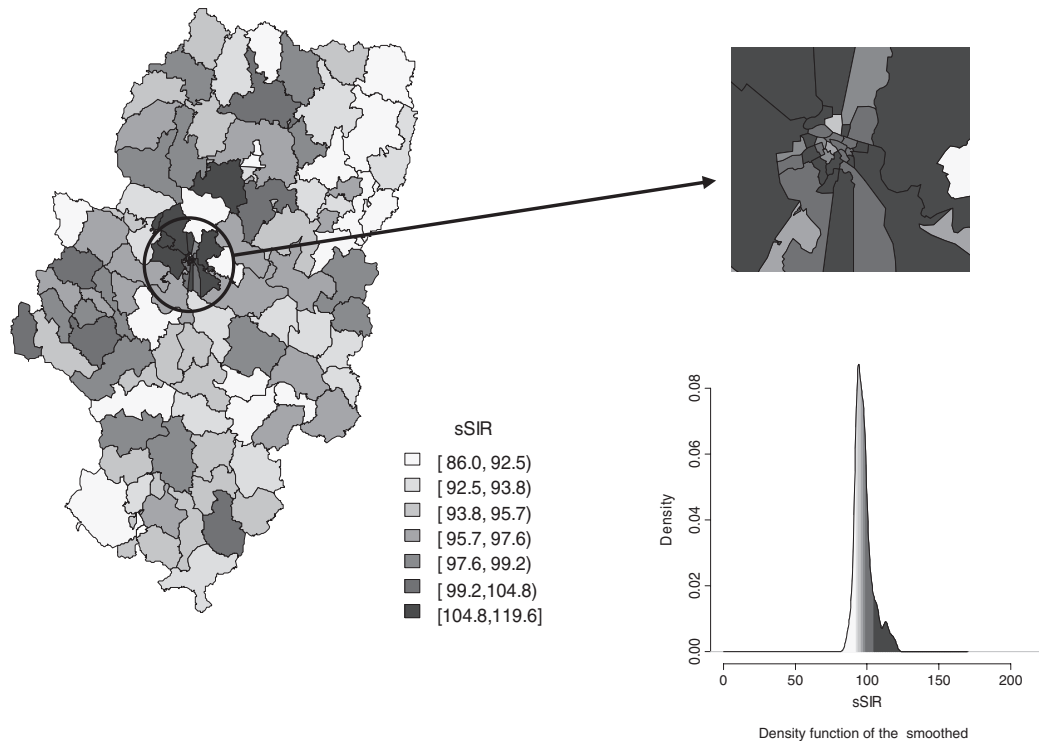 sSIR
[ 86.0, 92.5)
[ 92.5, 93.8)
[ 93.8, 95.7)
[ 95.7, 97.6)
[ 97.6, 99.2)
[ 99.2,104.8)
[104.8,119.6]
Density
0.00
0.02
0.04
0.06
0.08
0
50
100
150
200
sSIR
Density function of the smoothed